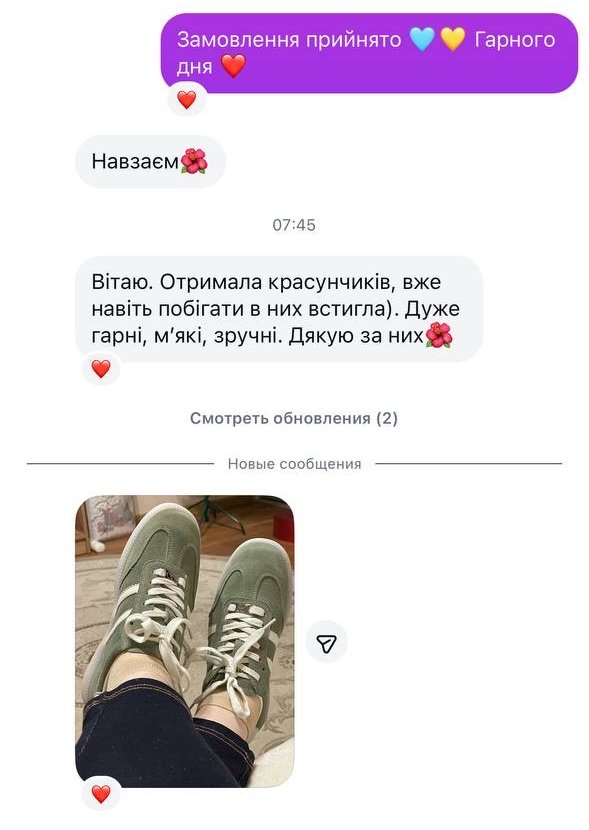 Замовлення прийнято 🩵💛 Гарного
дня ❤️
❤️
Навзаєм🌺
07:45
Вітаю. Отримала красунчиків, вже
навіть побігати в них встигла). Дуже
гарні, м’які, зручні. Дякую за них🌺
❤️
Смотреть обновления (2)
Новые сообщения
❤️